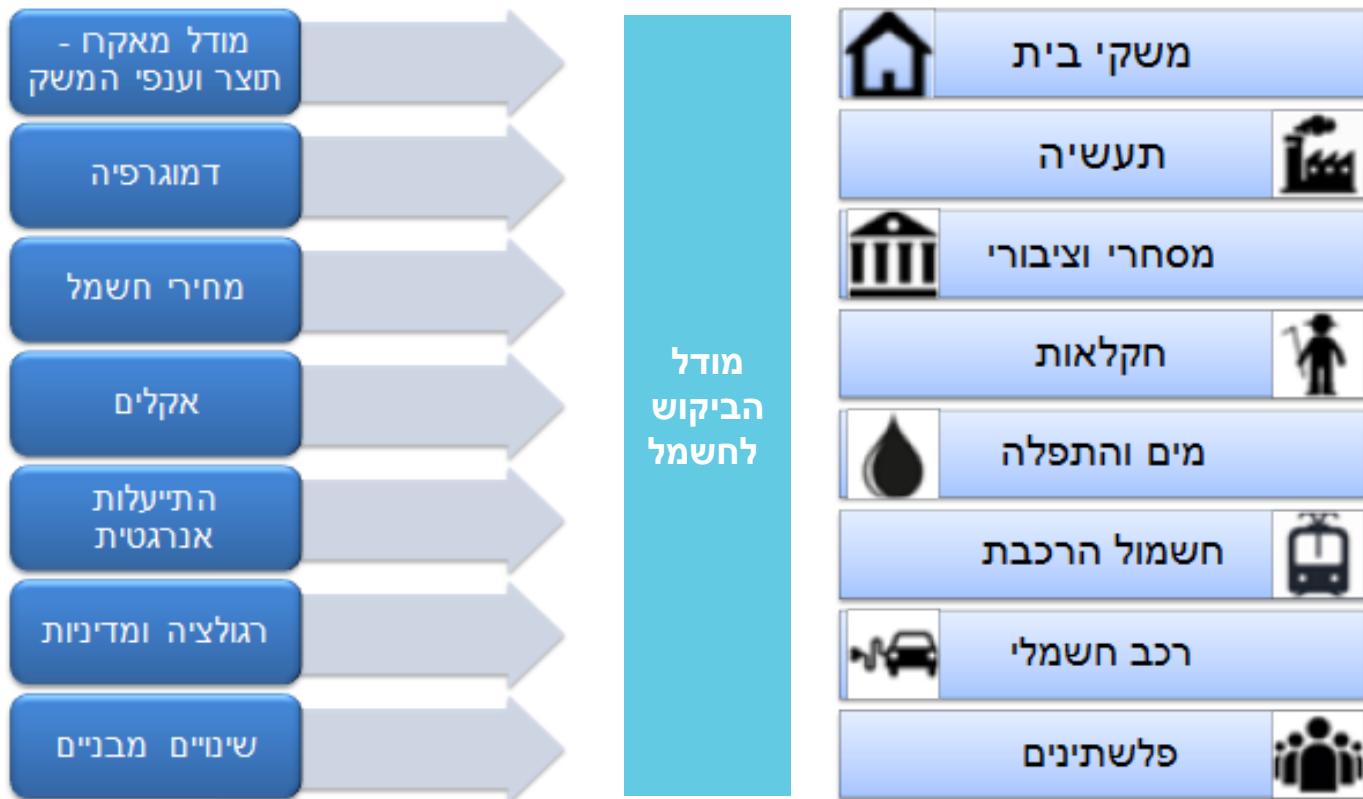 מודל מאקרו -
תוצר וענפי המשק
דמוגרפיה
מחירי חשמל
אקלים
התייעלות
אנרגטית
רגולציה ומדיניות
שינויים מבניים
מודל
הביקוש
לחשמל
משקי בית
תעשיה
מסחרי וציבורי
חקלאות
מים והתפלה
חשמול הרכבת
רכב חשמלי
פלשתינים